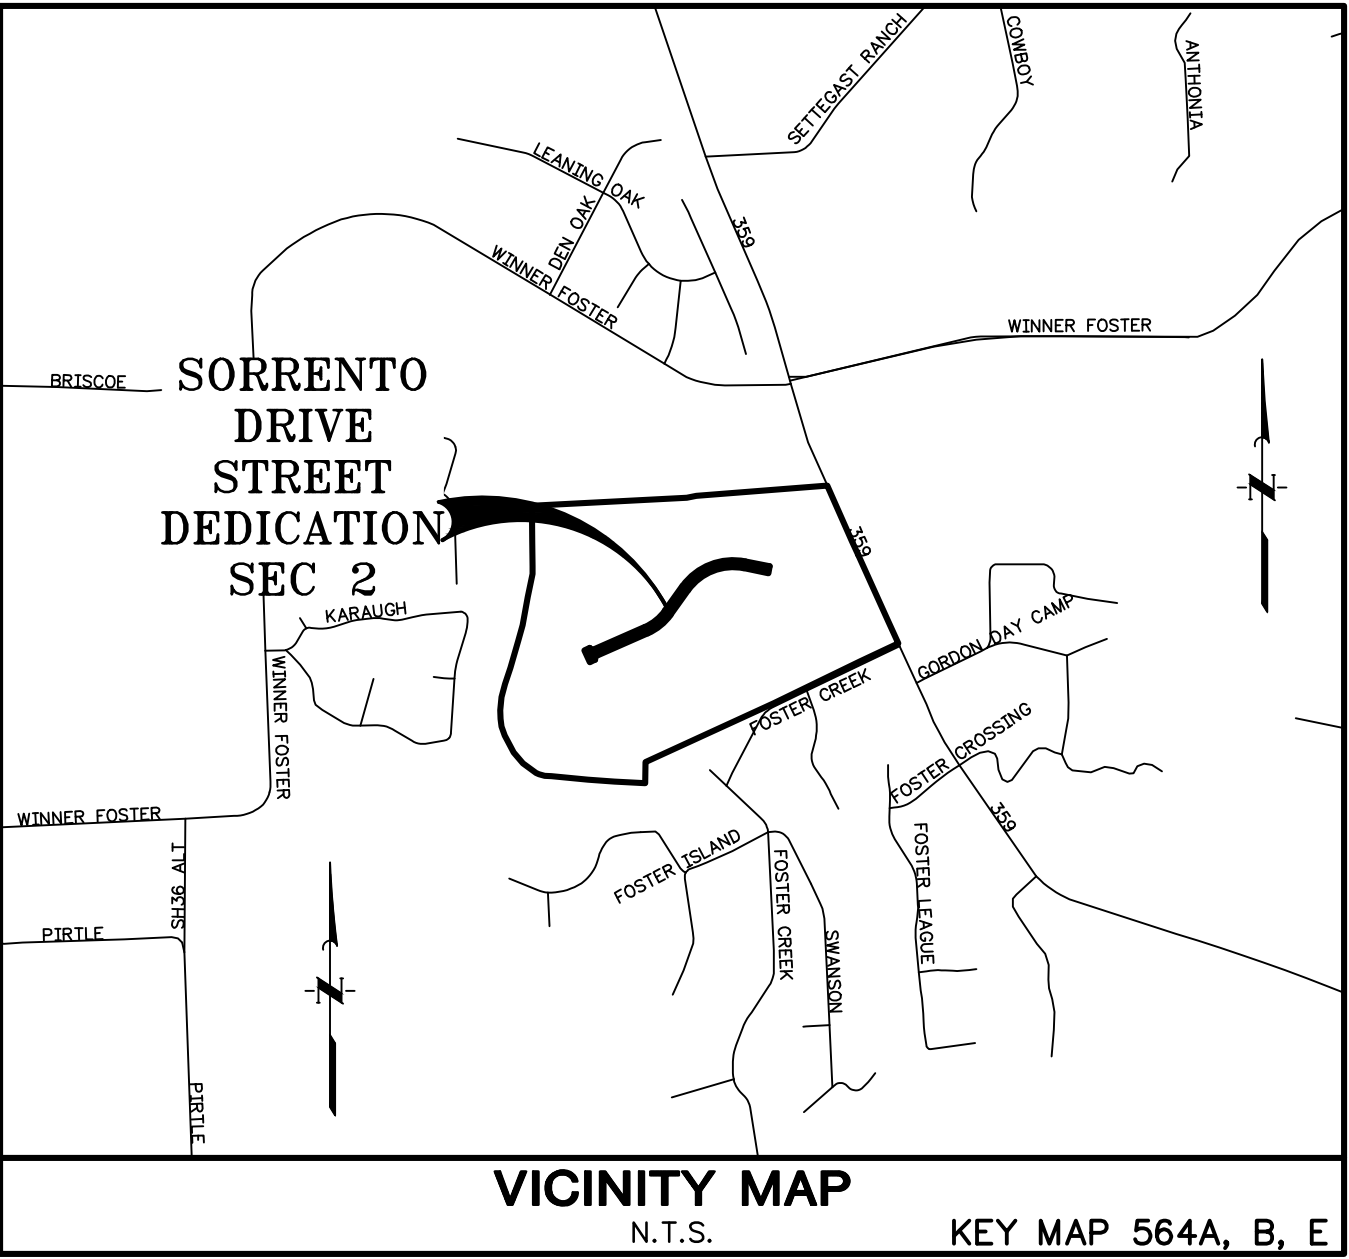 SETTEGAST RANCH
COWBOY
ANTHONIA
LEANING OAK
DEN OAK
359
WINNER FOSTER
WINNER FOSTER
BRISCOE
SORRENTO
DRIVE
STREET
DEDICATION
SEC 2
359
KARAUGH
GORDON DAY CAMP
WINNER FOSTER
FOSTER CREEK
FOSTER CROSSING
WINNER FOSTER
359
SH36 ALT
FOSTER ISLAND
FOSTER CREEK
FOSTER LEAGUE
PIRTLE
SWANSON
N
N
PIRTLE
VICINITY MAP
N.T.S.
KEY MAP 564A, B, E